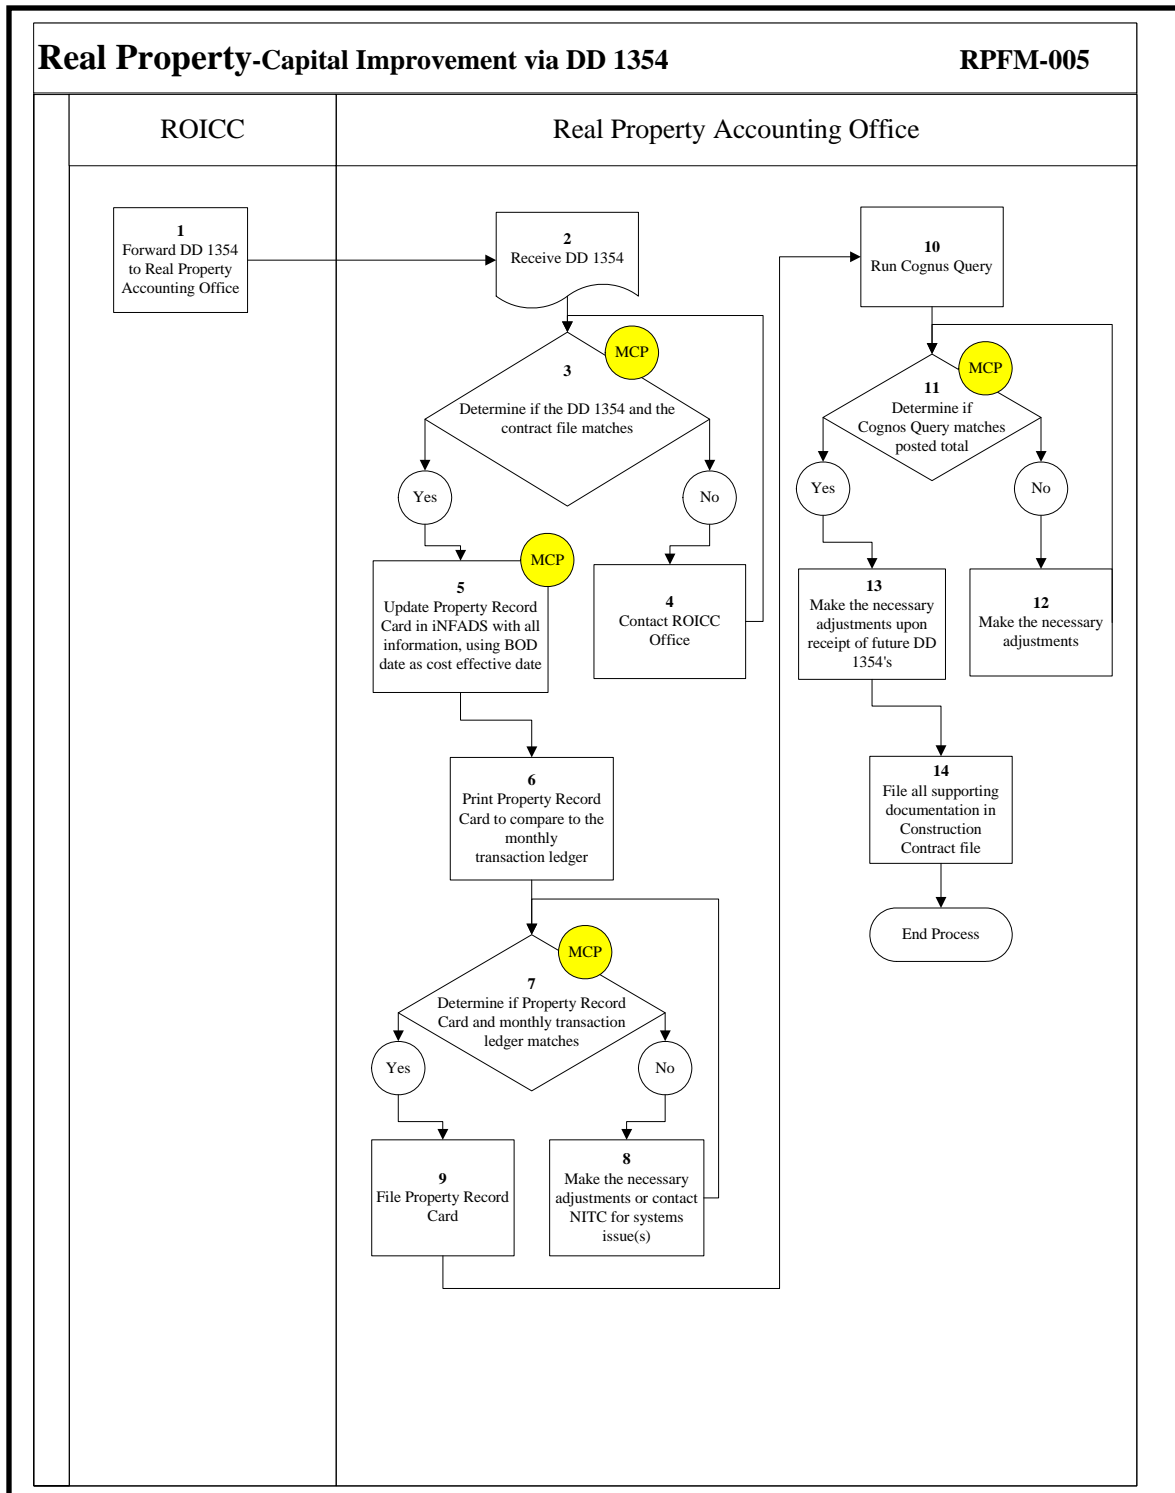 Real Property-Capital Improvement via DD 1354
RPFM-005
ROICC
Real Property Accounting Office
1
Forward DD 1354
to Real Property
Accounting Office
2
Receive DD 1354
MCP
3
Determine if the DD 1354 and the
contract file matches
Yes
No
MCP
5
Update Property Record
Card in iNFADS with all
information, using BOD
date as cost effective date
4
Contact ROICC
Office
6
Print Property Record
Card to compare to the
monthly
transaction ledger
MCP
7
Determine if Property Record
Card and monthly transaction
ledger matches
Yes
No
9
File Property Record
Card
8
Make the necessary
adjustments or contact
NITC for systems
issue(s)
10
Run Cognus Query
MCP
11
Determine if
Cognos Query matches
posted total
Yes
No
13
Make the necessary
adjustments upon
receipt of future DD
1354's
12
Make the necessary
adjustments
14
File all supporting
documentation in
Construction
Contract file
End Process